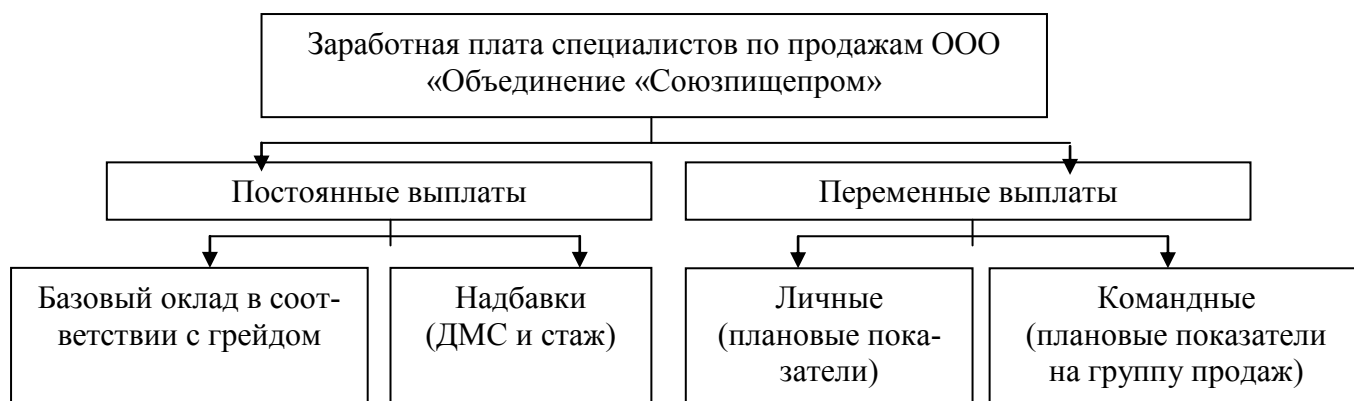 Заработная плата специалистов по продажам ООО
«Объединение «Союзпищепром»
Постоянные выплаты
Переменные выплаты
Базовый оклад в соот-
ветствии с грейдом
Надбавки
(ДМС и стаж)
Личные
(плановые пока-
затели)
Командные
(плановые показатели
на группу продаж)